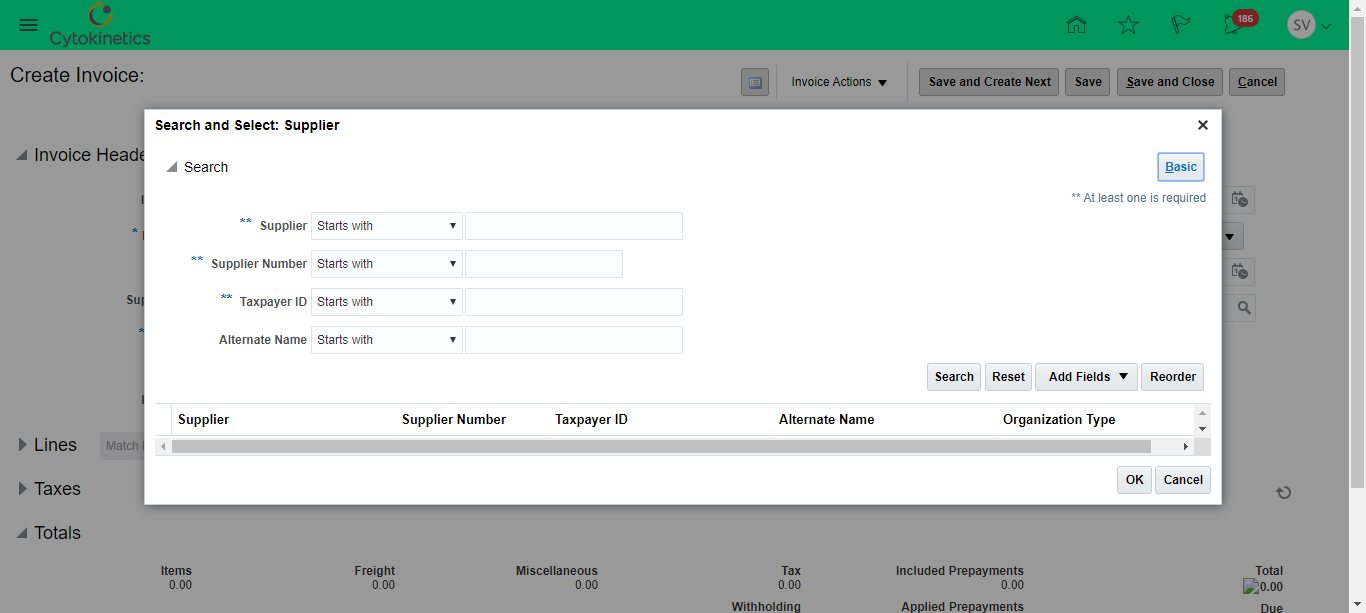 Cytokinetics
186
SV
Create Invoice:
Invoice Actions
Save and Create Next
Save
Save and Close
Cancel
Search and Select: Supplier
Invoice Heade
Search
Basic
** At least one is required
** Supplier Starts with
** Supplier Number Starts with
** Taxpayer ID Starts with
Alternate Name Starts with
*
Sup
**
Search
Reset
Add Fields
Reorder
Supplier Supplier Number Taxpayer ID Alternate Name Organization Type
Lines
Match
OK
Cancel
Taxes
Totals
Items Freight Miscellaneous Tax Included Prepayments Total
0.00 0.00 0.00 0.00 0.00 0.00
Withholding Applied Prepayments Due